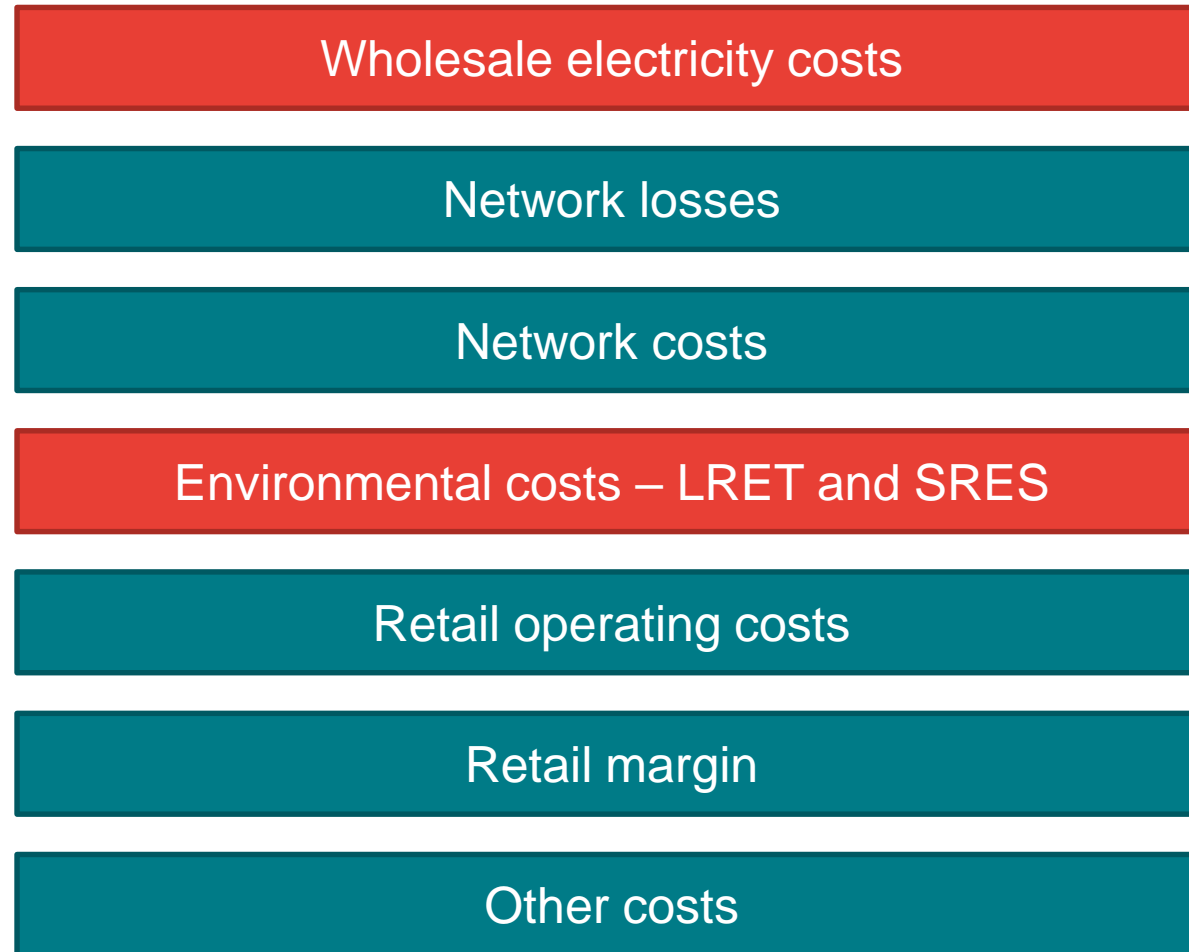 Wholesale electricity costs
Network losses
Network costs
Environmental costs – LRET and SRES
Retail operating costs
Retail margin
Other costs